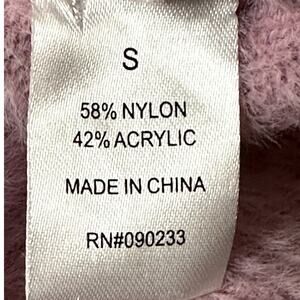 S
58% NYLON
42% ACRYLIC
MADE IN CHINA
RN#090233